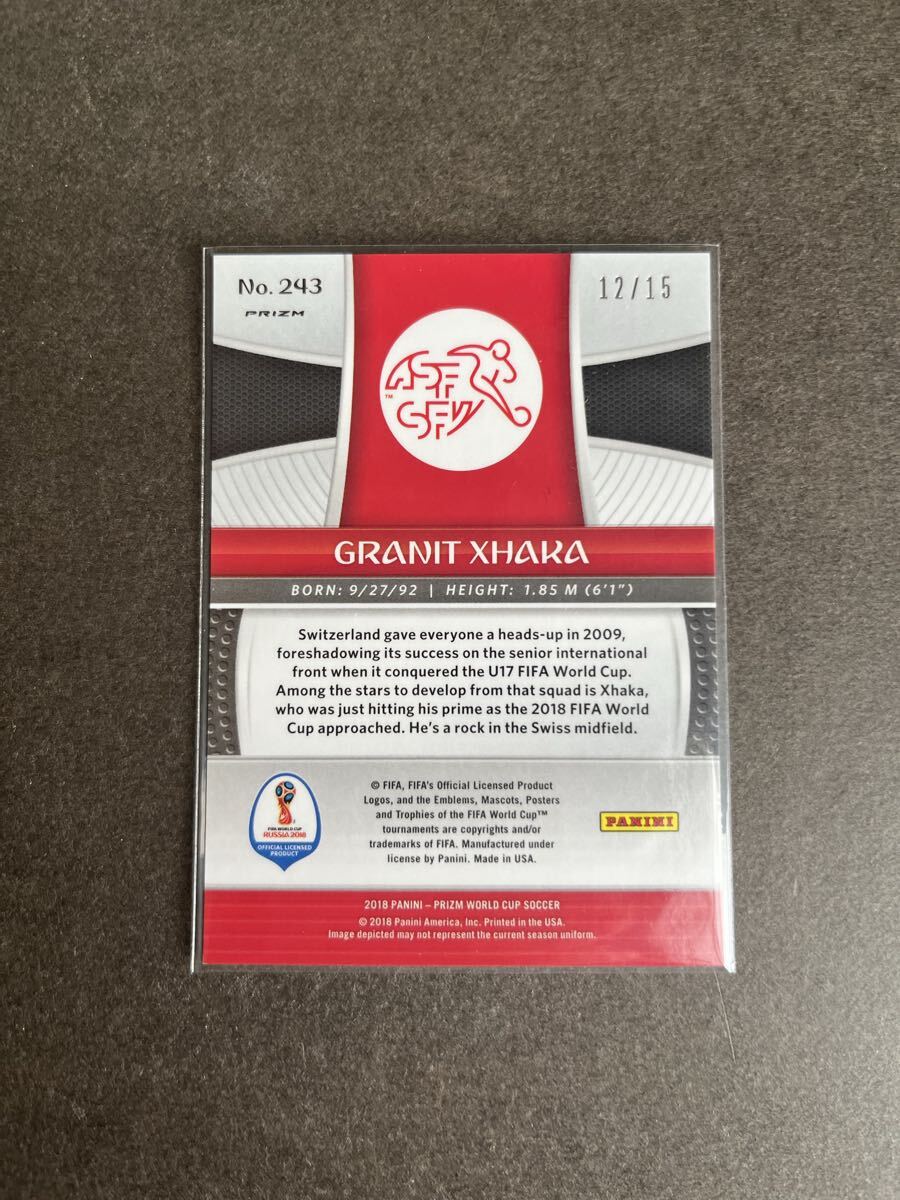 No. 243
PRIZM
12/15
ASF
SFV
™
GRANIT XHAKA
BORN: 9/27/92 | HEIGHT: 1.85 M (6'1")
Switzerland gave everyone a heads-up in 2009,
foreshadowing its success on the senior international
front when it conquered the U17 FIFA World Cup.
Among the stars to develop from that squad is Xhaka,
who was just hitting his prime as the 2018 FIFA World
Cup approached. He's a rock in the Swiss midfield.
FIFA WORLD CUP
RUSSIA 2018
OFFICIAL LICENSED
PRODUCT
© FIFA, FIFA's Official Licensed Product
Logos, and the Emblems, Mascots, Posters
and Trophies of the FIFA World Cup™
tournaments are copyrights and/or
trademarks of FIFA. Manufactured under
license by Panini. Made in USA.
PANINI
2018 PANINI – PRIZM WORLD CUP SOCCER
© 2018 Panini America, Inc. Printed in the USA.
Image depicted may not represent the current season uniform.